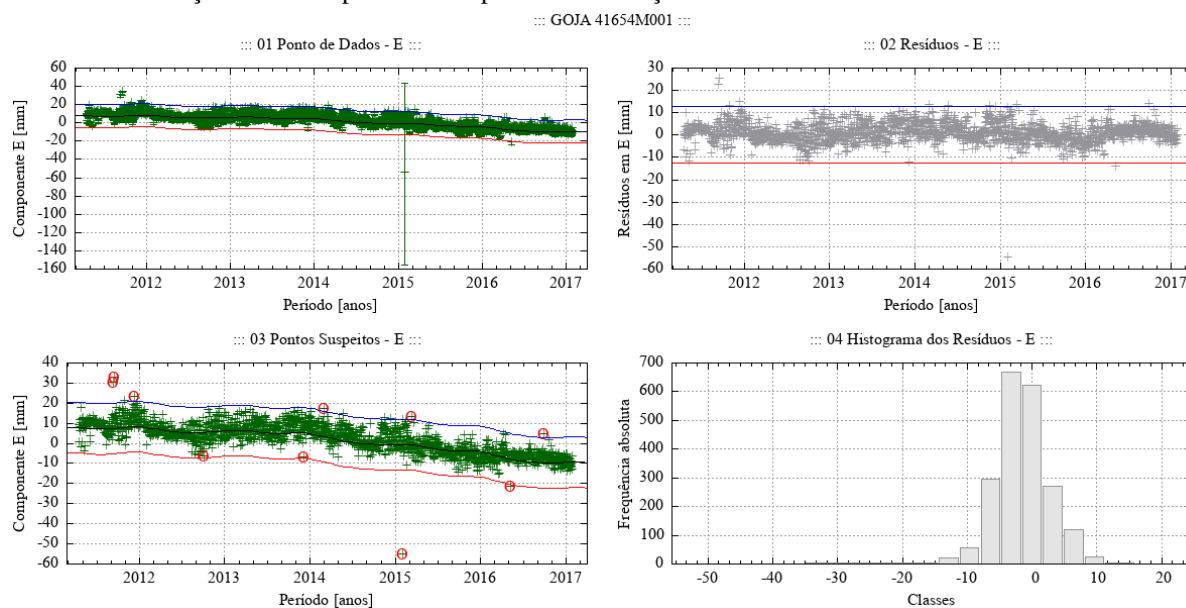 ::: GOJA 41654M001 :::
::: 01 Ponto de Dados - E :::
Componente E [mm]
60
40
20
0
-20
-40
-60
-80
-100
-120
-140
-160
2012 2013 2014 2015 2016 2017
Período [anos]
::: 02 Resíduos - E :::
Resíduos em E [mm]
30
20
10
0
-10
-20
-30
-40
-50
-60
2012 2013 2014 2015 2016 2017
Período [anos]
::: 03 Pontos Suspeitos - E :::
Componente E [mm]
40
30
20
10
0
-10
-20
-30
-40
-50
-60
2012 2013 2014 2015 2016 2017
Período [anos]
::: 04 Histograma dos Resíduos - E :::
Frequência absoluta
700
600
500
400
300
200
100
0
-50 -40 -30 -20 -10 0 10 20
Classes